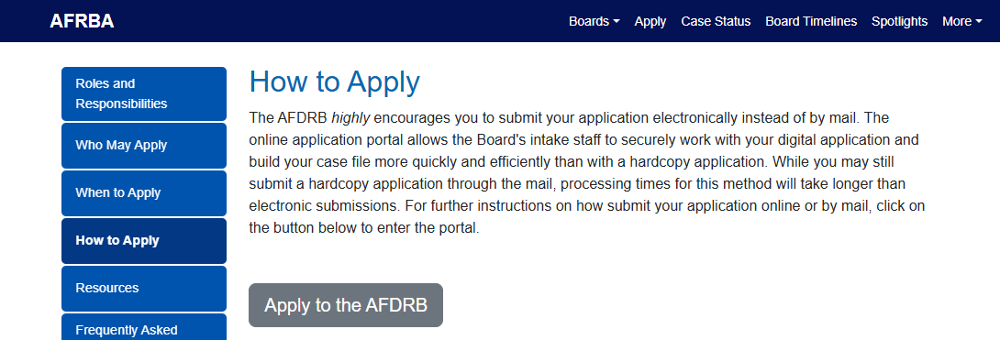 AFRBA
Boards Apply Case Status Board Timelines Spotlights More
Roles and
Responsibilities
Who May Apply
When to Apply
How to Apply
Resources
Frequently Asked
How to Apply
The AFDRB highly encourages you to submit your application electronically instead of by mail. The
online application portal allows the Board's intake staff to securely work with your digital application and
build your case file more quickly and efficiently than with a hardcopy application. While you may still
submit a hardcopy application through the mail, processing times for this method will take longer than
electronic submissions. For further instructions on how submit your application online or by mail, click on
the button below to enter the portal.
Apply to the AFDRB